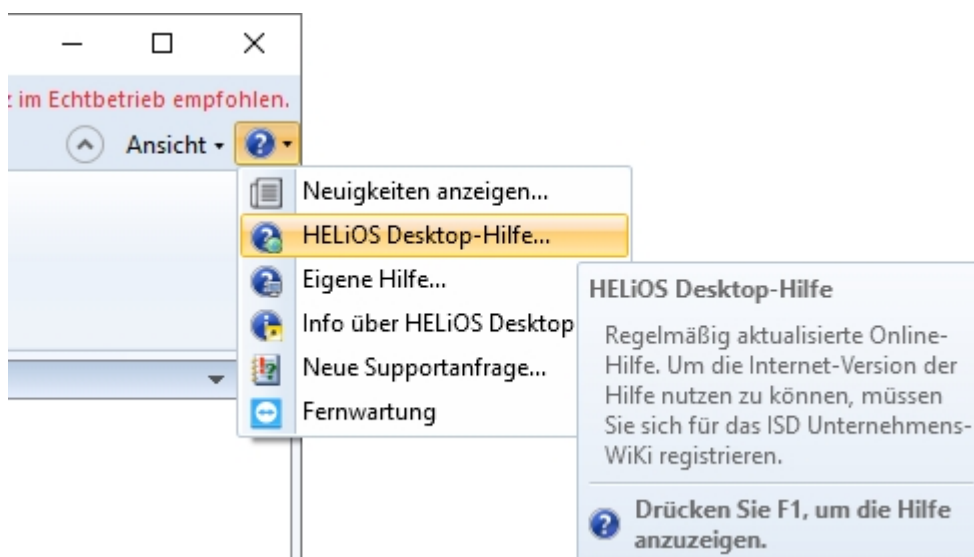 im Echtbetrieb empfohlen.
Ansicht
Neuigkeiten anzeigen...
HELiOS Desktop-Hilfe...
Eigene Hilfe...
Info über HELiOS Desktop
Neue Supportanfrage...
Fernwartung
HELiOS Desktop-Hilfe
Regelmäßig aktualisierte Online-
Hilfe. Um die Internet-Version der
Hilfe nutzen zu können, müssen
Sie sich für das ISD Unternehmens-
WiKi registrieren.
Drücken Sie F1, um die Hilfe
anzuzeigen.